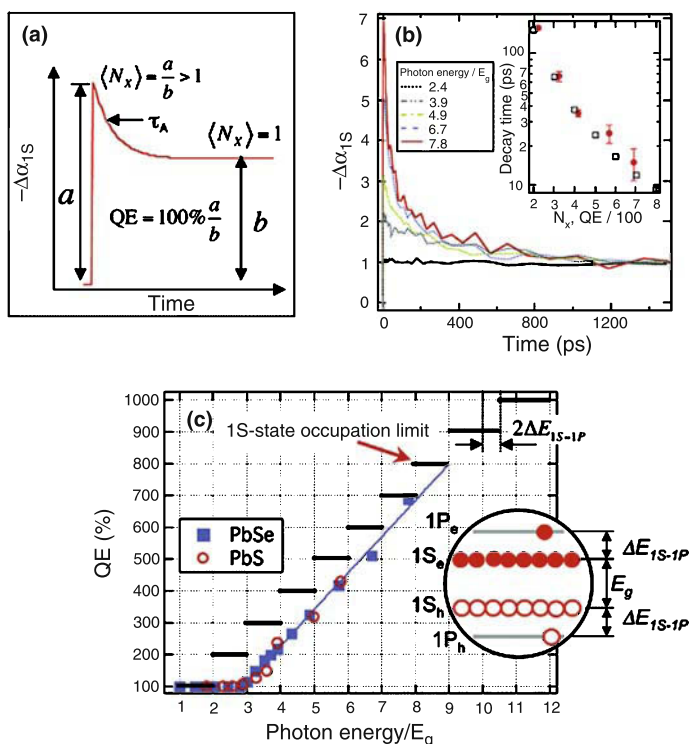 (a)
⟨Nx⟩ = a/b > 1
τA
⟨Nx⟩ = 1
a
QE = 100% a/b
b
−Δα1S
Time
(b)
Photon energy / Eg
2.4
3.9
4.9
6.7
7.8
−Δα1S
7
6
5
4
3
2
1
0
0 400 800 1200
Time (ps)
Decay time (ps)
100
6
5
4
3
2
10
2 3 4 5 6 7 8
Nx, QE / 100
(c)
1S-state occupation limit
2ΔE1S-1P
QE (%)
1000
900
800
700
600
500
400
300
200
100
PbSe
PbS
1Pe
1Se
1Sh
1Ph
ΔE1S-1P
Eg
ΔE1S-1P
1 2 3 4 5 6 7 8 9 10 11 12
Photon energy/Eg